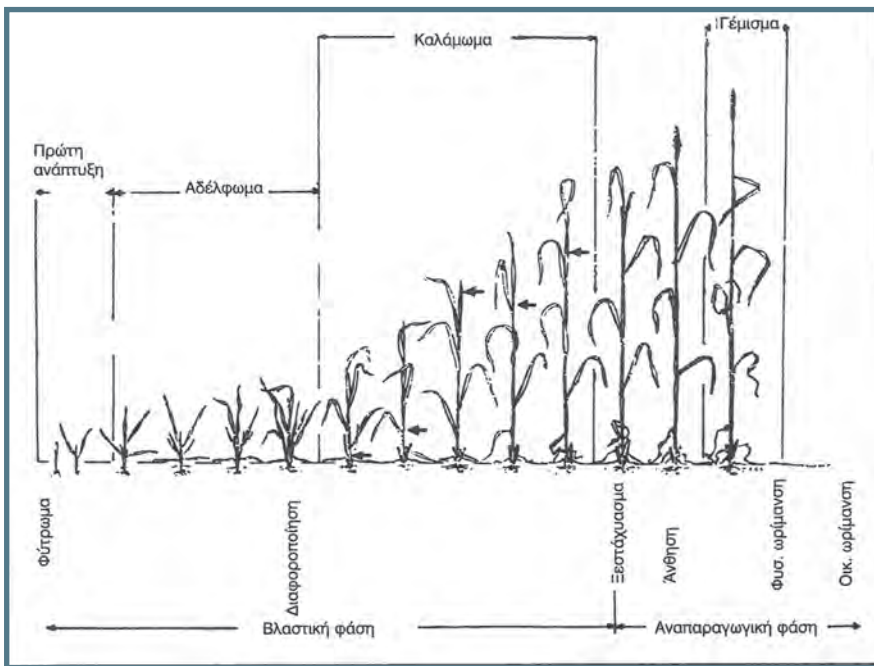 Καλάμωμα
Γέμισμα
Πρώτη
ανάπτυξη
Αδέλφωμα
Φύτρωμα
Διαφοροποίηση
Ξεστάχυασμα
Άνθηση
Φυσ. ωρίμανση
Οικ. ωρίμανση
Βλαστική φάση
Αναπαραγωγική φάση